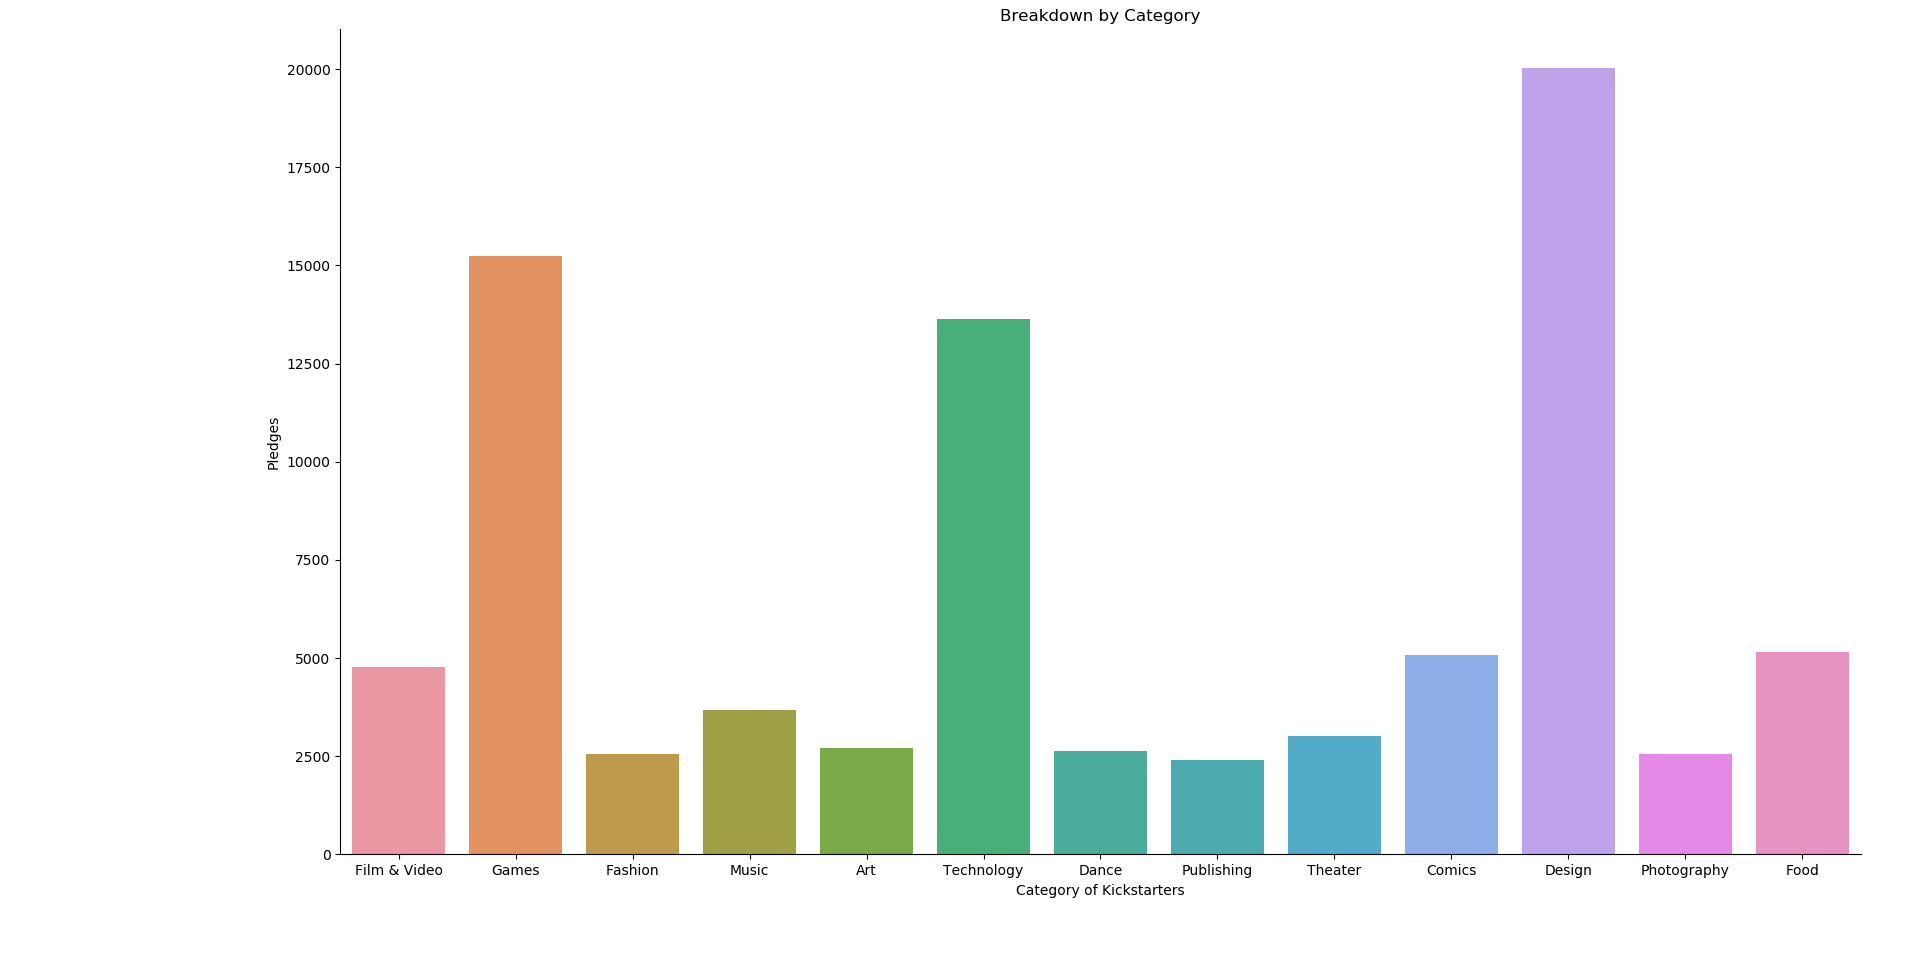 Breakdown by Category
20000
17500
15000
12500
10000
7500
5000
2500
0
Pledges
Film & Video Games Fashion Music Art Technology Dance Publishing Theater Comics Design Photography Food
Category of Kickstarters